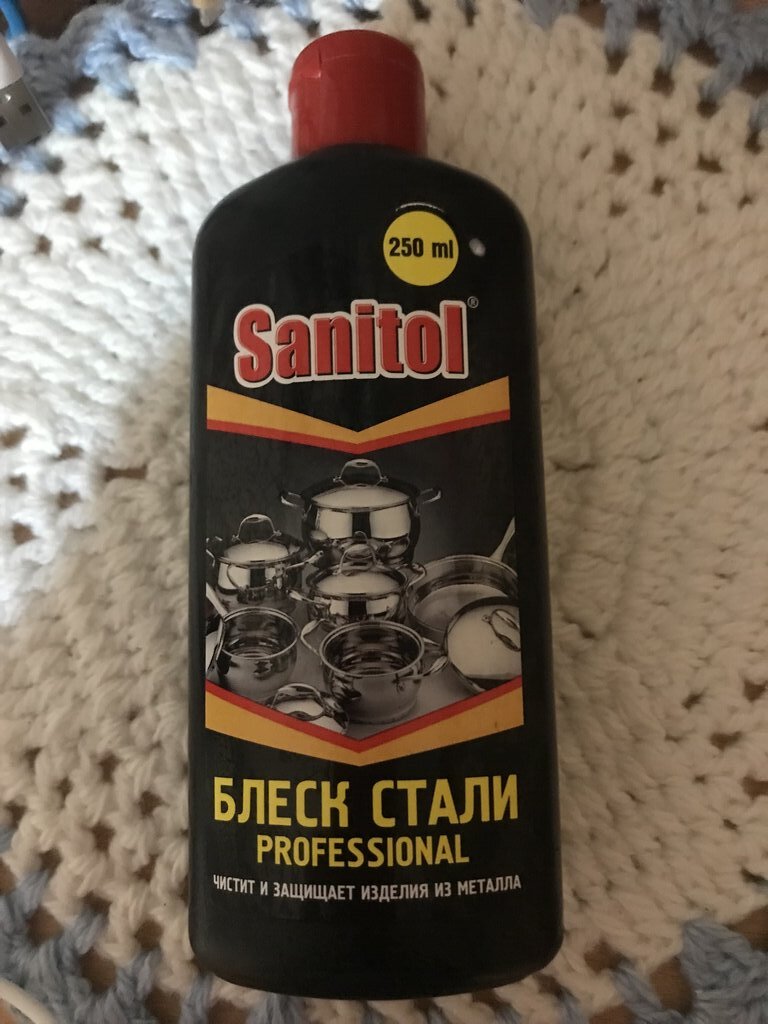 250 ml
Sanitol®
БЛЕСК СТАЛИ
PROFESSIONAL
ЧИСТИТ И ЗАЩИЩАЕТ ИЗДЕЛИЯ ИЗ МЕТАЛЛА